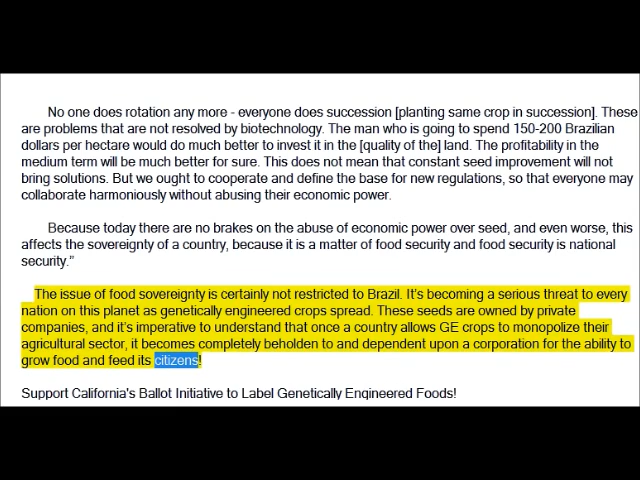 No one does rotation any more - everyone does succession [planting same crop in succession]. These
are problems that are not resolved by biotechnology. The man who is going to spend 150-200 Brazilian
dollars per hectare would do much better to invest it in the [quality of the] land. The profitability in the
medium term will be much better for sure. This does not mean that constant seed improvement will not
bring solutions. But we ought to cooperate and define the base for new regulations, so that everyone may
collaborate harmoniously without abusing their economic power.
Because today there are no brakes on the abuse of economic power over seed, and even worse, this
affects the sovereignty of a country, because it is a matter of food security and food security is national
security.”
The issue of food sovereignty is certainly not restricted to Brazil. It’s becoming a serious threat to every
nation on this planet as genetically engineered crops spread. These seeds are owned by private
companies, and it’s imperative to understand that once a country allows GE crops to monopolize their
agricultural sector, it becomes completely beholden to and dependent upon a corporation for the ability to
grow food and feed its citizens!
Support California's Ballot Initiative to Label Genetically Engineered Foods!